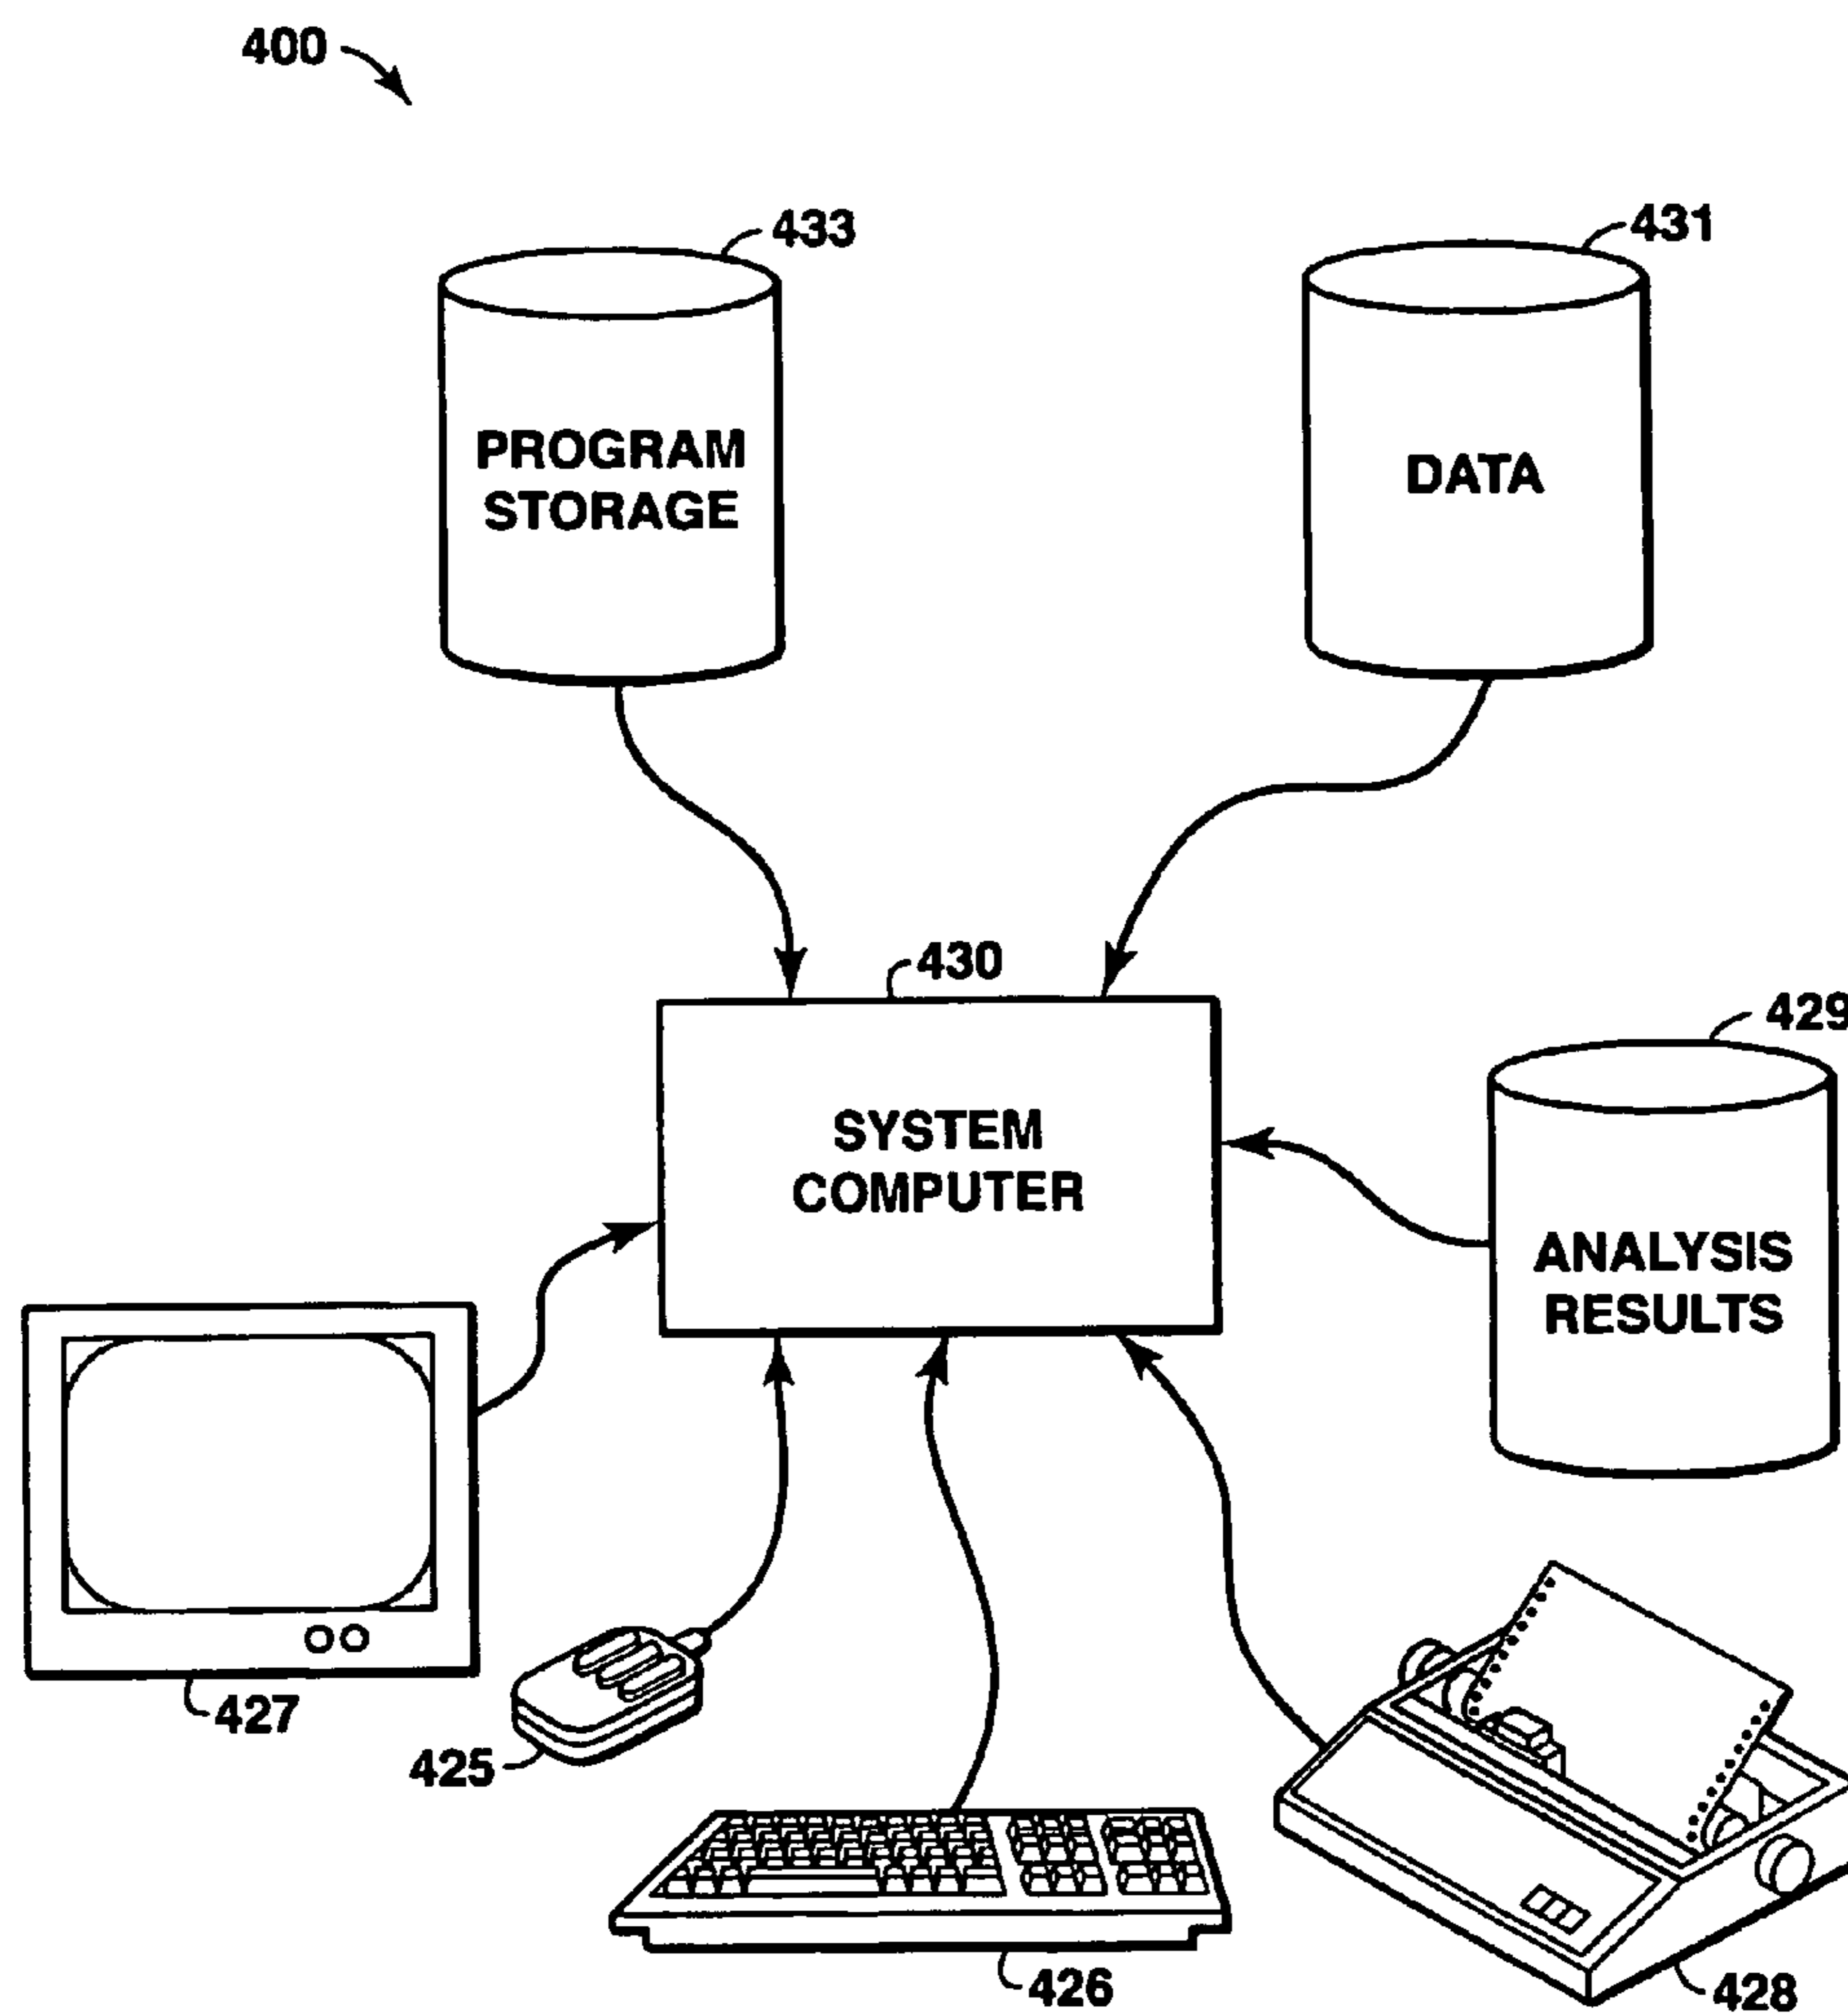 400
433
431
PROGRAM
STORAGE
DATA
430
429
SYSTEM
COMPUTER
ANALYSIS
RESULTS
427
425
426
428